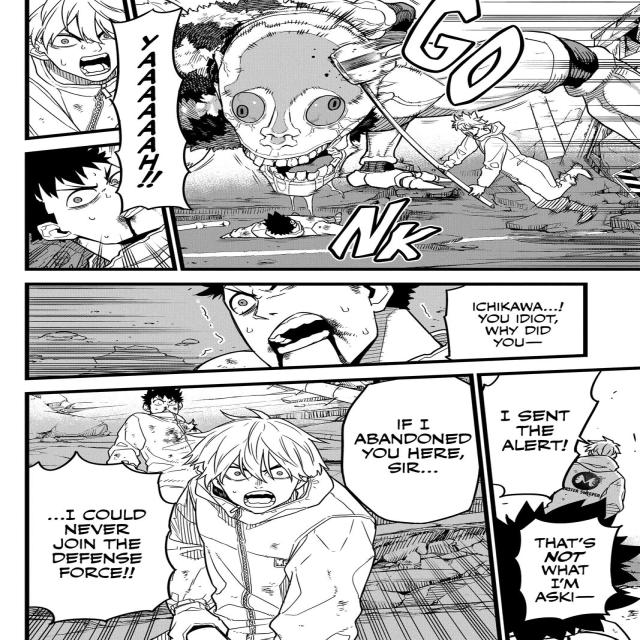 YAAAAAAH!!
GO
NK
ICHIKAWA...!
YOU IDIOT,
WHY DID
YOU—
IF I
ABANDONED
YOU HERE,
SIR...
...I COULD
NEVER
JOIN THE
DEFENSE
FORCE!!
I SENT
THE
ALERT!
THAT'S
NOT
WHAT
I'M
ASKI—